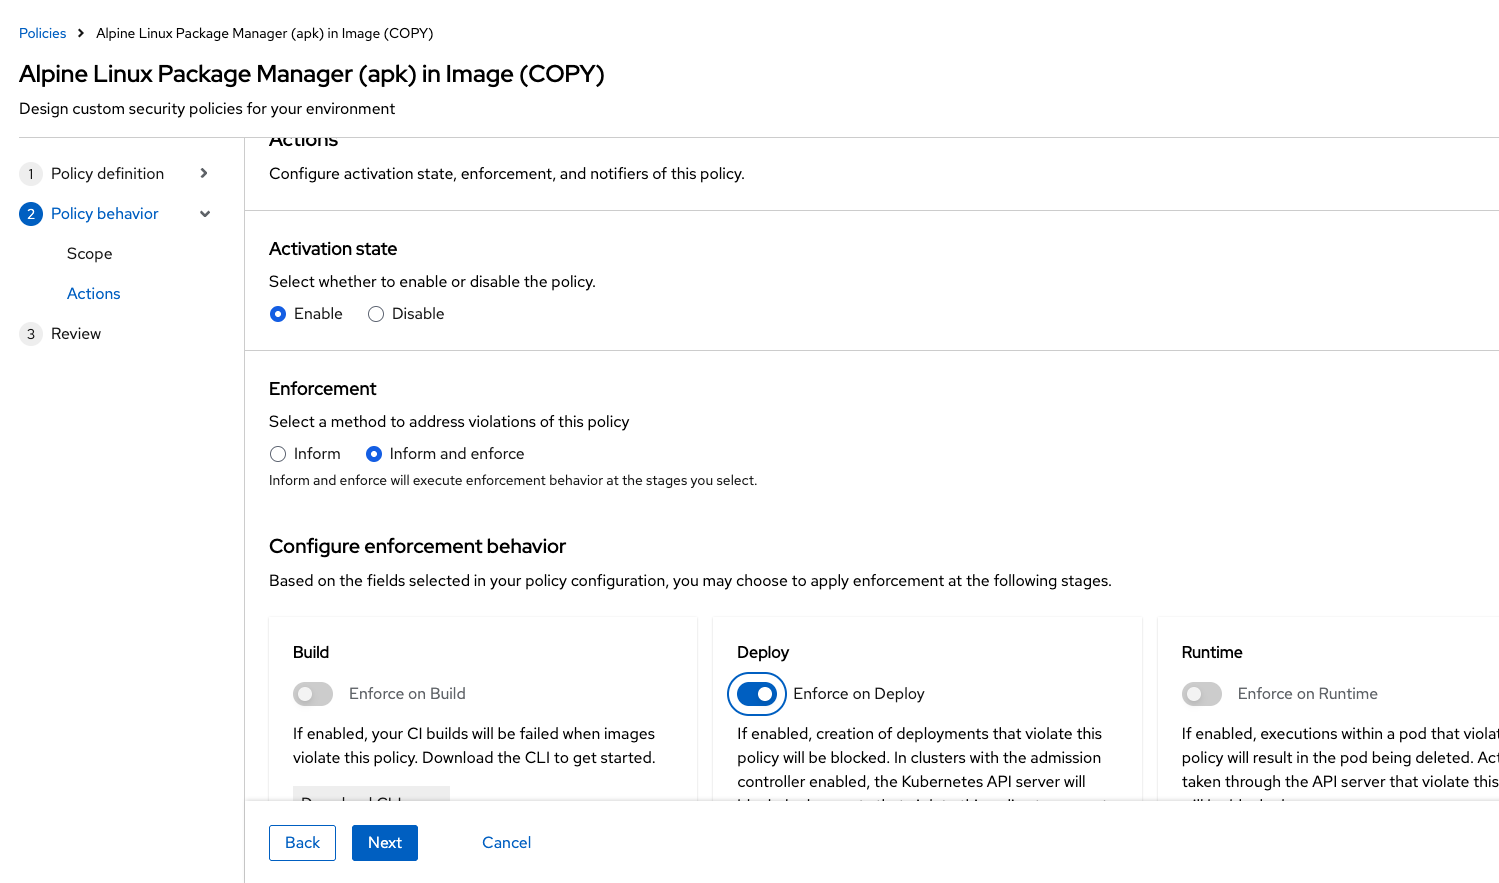 Policies
Alpine Linux Package Manager (apk) in Image (COPY)
Alpine Linux Package Manager (apk) in Image (COPY)
Design custom security policies for your environment
1 Policy definition
2 Policy behavior
Scope
Actions
3 Review
Actions
Configure activation state, enforcement, and notifiers of this policy.
Activation state
Select whether to enable or disable the policy.
Enable Disable
Enforcement
Select a method to address violations of this policy
Inform Inform and enforce
Inform and enforce will execute enforcement behavior at the stages you select.
Configure enforcement behavior
Based on the fields selected in your policy configuration, you may choose to apply enforcement at the following stages.
Build
Enforce on Build
If enabled, your CI builds will be failed when images
violate this policy. Download the CLI to get started.
Download CLI
Deploy
Enforce on Deploy
If enabled, creation of deployments that violate this
policy will be blocked. In clusters with the admission
controller enabled, the Kubernetes API server will
Runtime
Enforce on Runtime
If enabled, executions within a pod that
policy will result in the pod being deleted.
taken through the API server that violate this
Back Next Cancel